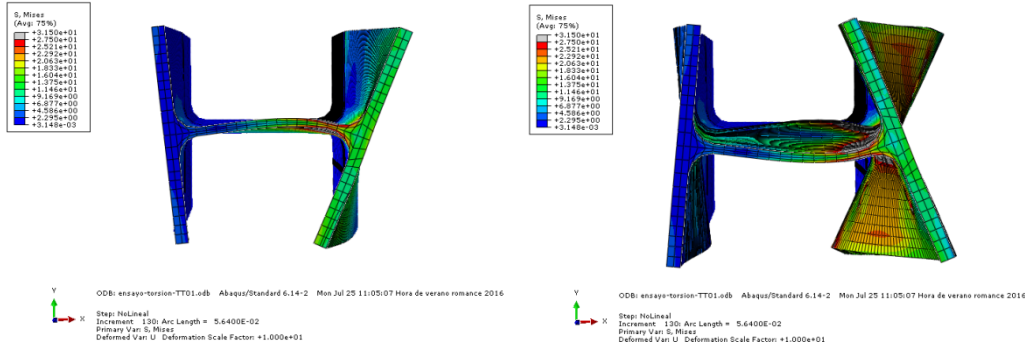 S, Mises
(Avg: 75%)
+3.150e+01
+2.750e+01
+2.521e+01
+2.292e+01
+2.063e+01
+1.833e+01
+1.604e+01
+1.375e+01
+1.146e+01
+9.169e+00
+6.877e+00
+4.586e+00
+2.295e+00
+3.148e-03
Y
X
ODB: ensayo-torsion-TT01.odb Abaqus/Standard 6.14-2 Mon Jul 25 11:05:07 Hora de verano romance 2016
Step: NoLineal
Increment 130: Arc Length = 5.6400E-02
Primary Var: S, Mises
Deformed Var: U Deformation Scale Factor: +1.000e+01
S, Mises
(Avg: 75%)
+3.150e+01
+2.750e+01
+2.521e+01
+2.292e+01
+2.063e+01
+1.833e+01
+1.604e+01
+1.375e+01
+1.146e+01
+9.169e+00
+6.877e+00
+4.586e+00
+2.295e+00
+3.148e-03
Y
X
ODB: ensayo-torsion-TT01.odb Abaqus/Standard 6.14-2 Mon Jul 25 11:05:07 Hora de verano romance 2016
Step: NoLineal
Increment 130: Arc Length = 5.6400E-02
Primary Var: S, Mises
Deformed Var: U Deformation Scale Factor: +1.000e+01